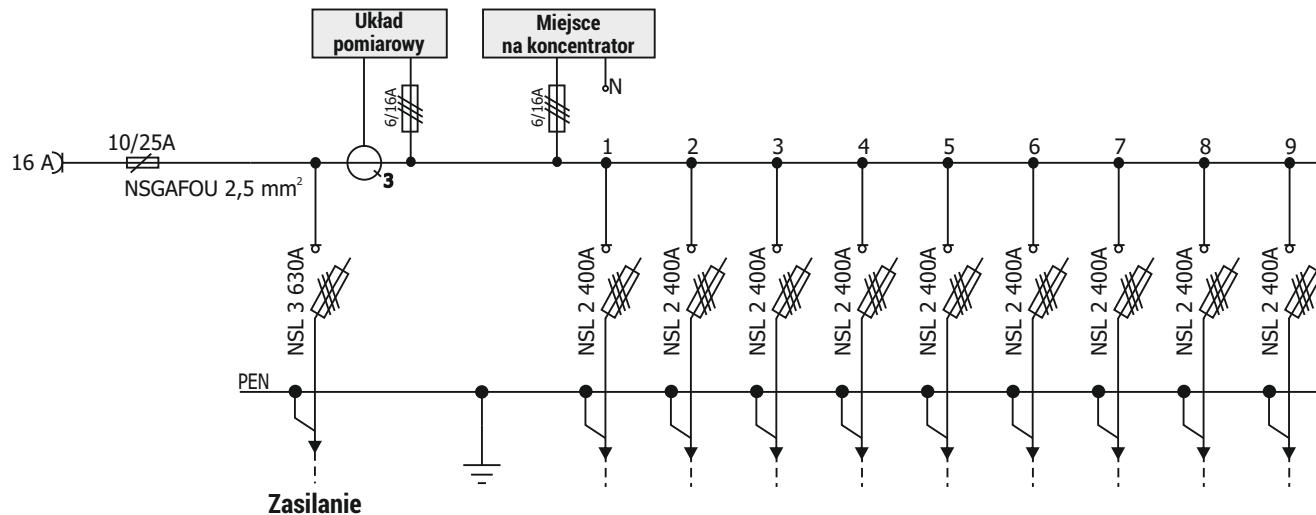 Układ
pomiarowy
Miejsce
na koncentrator
6/16A
6/16A
N
10/25A
16 A
NSGAFOU 2,5 mm²
3
1 2 3 4 5 6 7 8 9
NSL 3 630A
NSL 2 400A
NSL 2 400A
NSL 2 400A
NSL 2 400A
NSL 2 400A
NSL 2 400A
NSL 2 400A
NSL 2 400A
NSL 2 400A
PEN
Zasilanie